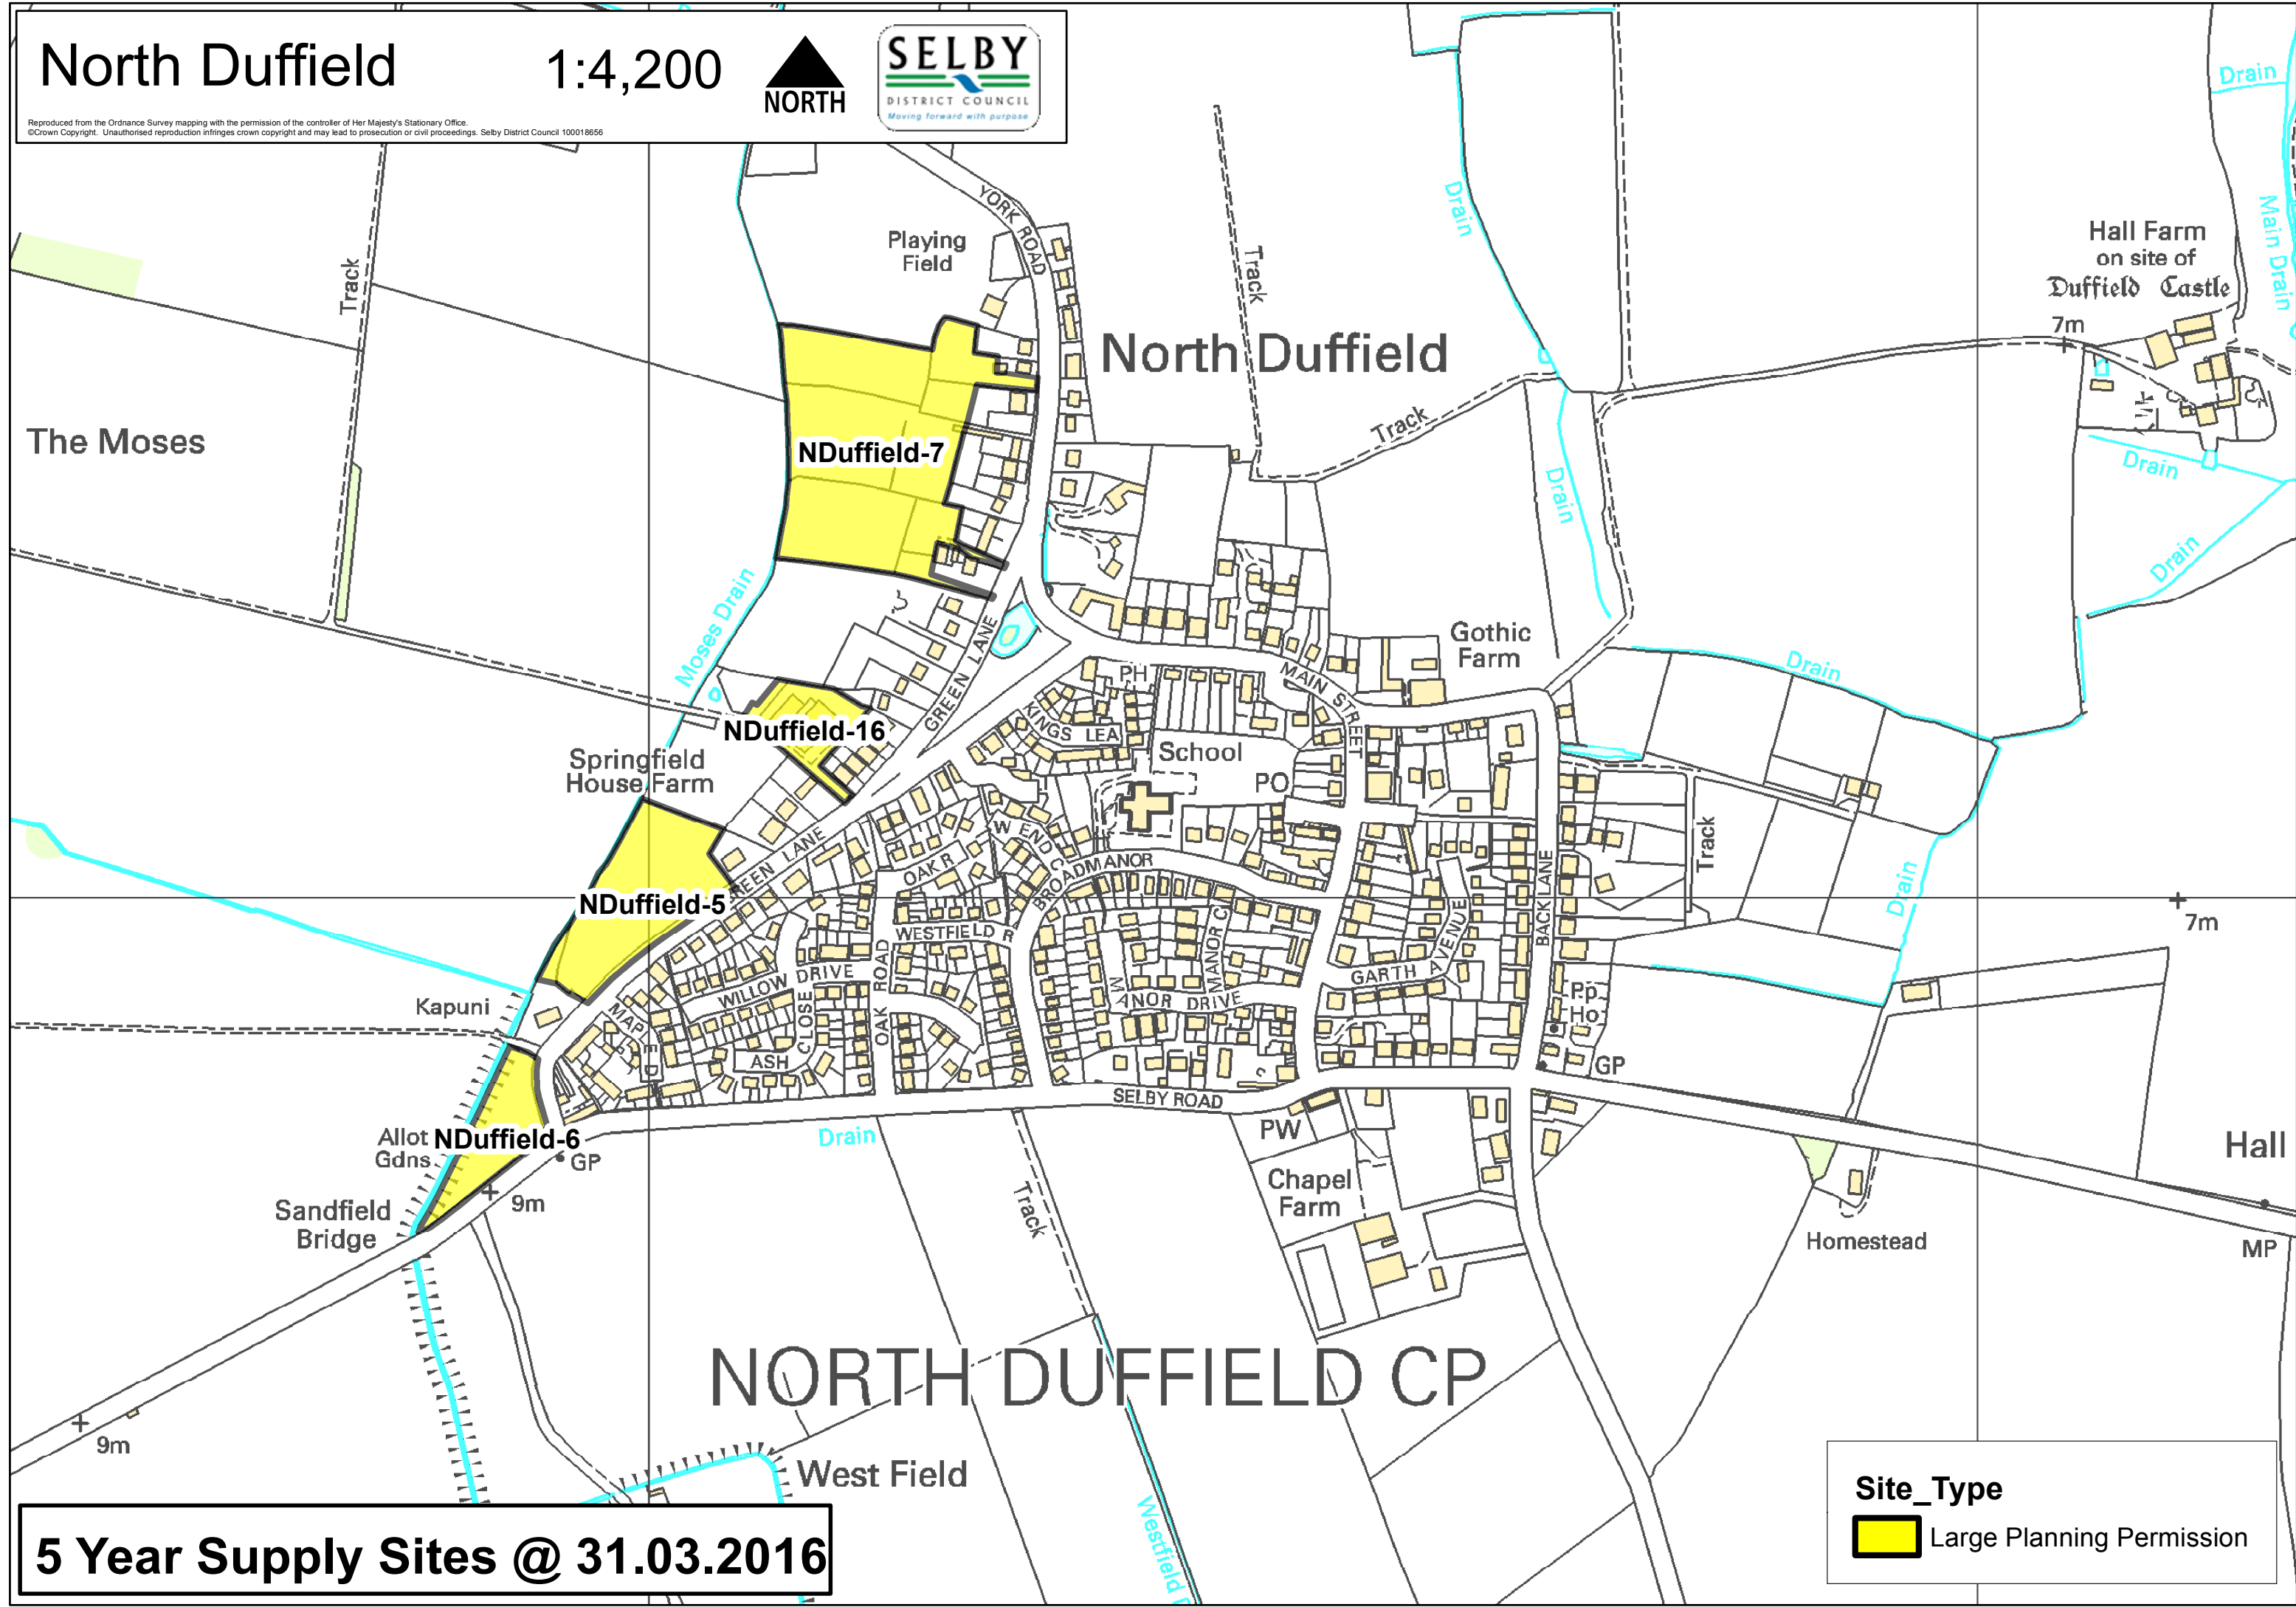 North Duffield
1:4,200
NORTH
SELBY
DISTRICT COUNCIL
Moving forward with purpose
Reproduced from the Ordnance Survey mapping with the permission of the controller of Her Majesty's Stationary Office.
©Crown Copyright. Unauthorised reproduction infringes crown copyright and may lead to prosecution or civil proceedings. Selby District Council 100018656
Drain
YORK ROAD
Playing
Field
Track
Track
Drain
Main Drain
Hall Farm
on site of
Duffield Castle
7m
North Duffield
The Moses
Track
NDuffield-7
Drain
Drain
Drain
Moses Drain
GREEN LANE
Gothic
Farm
Drain
PH
MAIN STREET
KINGS LEA
NDuffield-16
School
Springfield
House Farm
PO
W END C
GREEN LANE
OAK R
BROADMANOR
BACK LANE
Track
Drain
NDuffield-5
7m
WESTFIELD R
MANOR C
AVENUE
WILLOW DRIVE
OAK ROAD
GARTH
MANOR DRIVE
Kapuni
MAPLE D
CLOSE
ASH
Pp
Ho
GP
SELBY ROAD
Drain
Allot
Gdns
NDuffield-6
GP
PW
Hall
9m
Sandfield
Bridge
Track
Chapel
Farm
Homestead
MP
NORTH DUFFIELD CP
9m
West Field
Westfield
Site_Type
Large Planning Permission
5 Year Supply Sites @ 31.03.2016